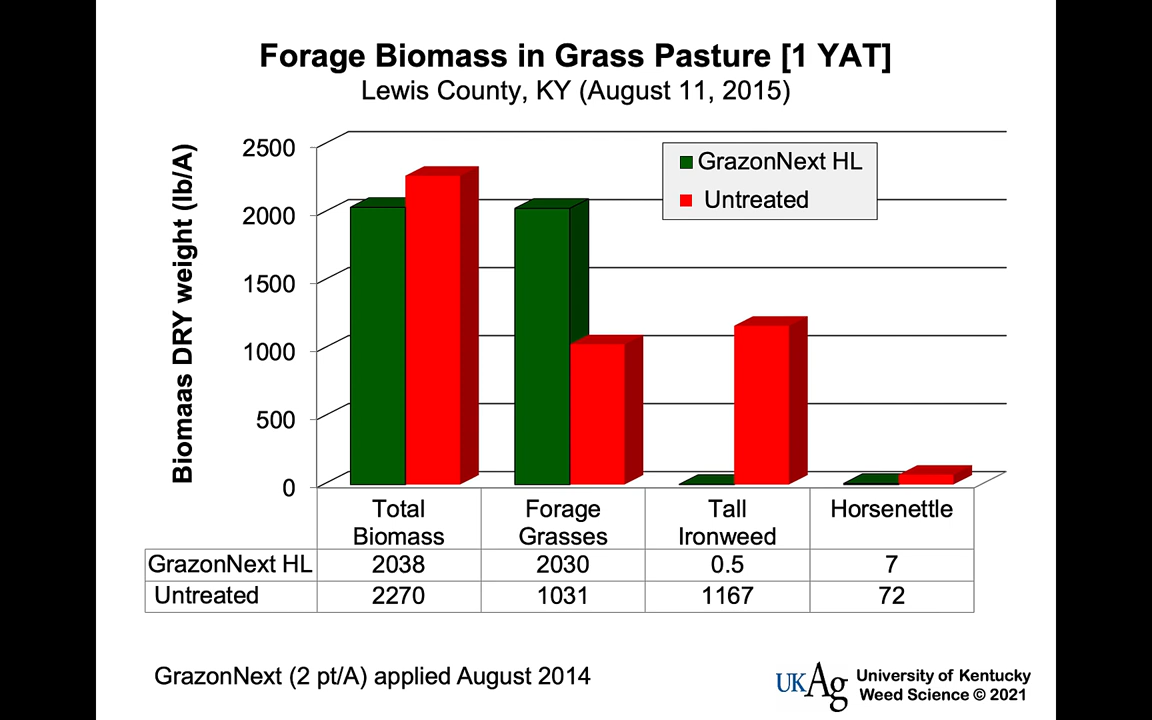 Forage Biomass in Grass Pasture [1 YAT]
Lewis County, KY (August 11, 2015)
Biomaas DRY weight (lb/A)
2500
2000
1500
1000
500
0
GrazonNext HL
Untreated
Total Biomass Forage Grasses Tall Ironweed Horsenettle
GrazonNext HL 2038 2030 0.5 7
Untreated 2270 1031 1167 72
GrazonNext (2 pt/A) applied August 2014
UKAg
University of Kentucky
Weed Science © 2021